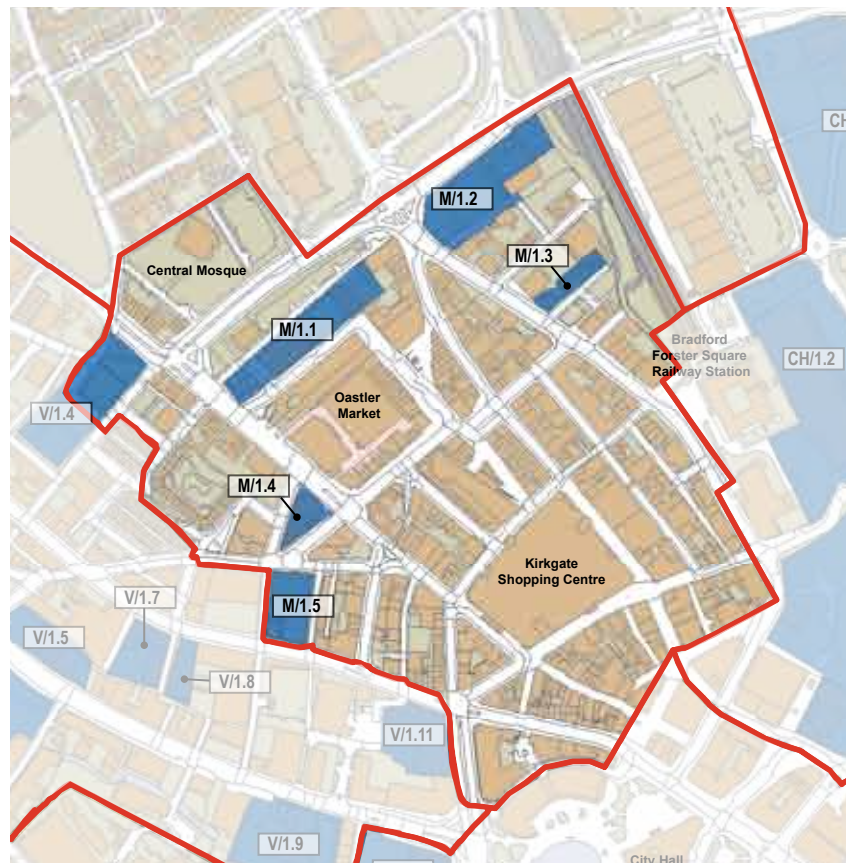 CH
M/1.2
M/1.3
Central Mosque
M/1.1
Bradford
Forster Square
Railway Station
CH/1.2
Oastler
Market
V/1.4
M/1.4
Kirkgate
Shopping Centre
V/1.7
M/1.5
V/1.5
V/1.8
V/1.11
V/1.9
City Hall